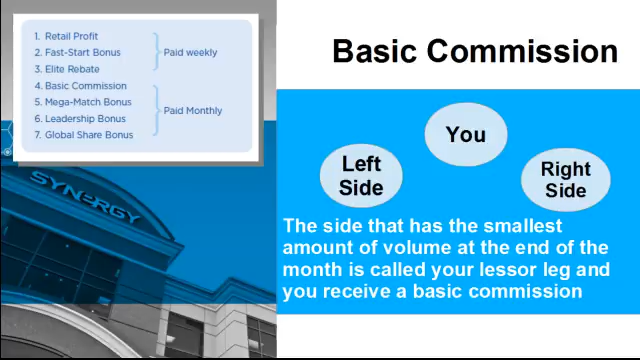 1. Retail Profit
2. Fast-Start Bonus
3. Elite Rebate
Paid weekly
4. Basic Commission
5. Mega-Match Bonus
6. Leadership Bonus
7. Global Share Bonus
Paid Monthly
SYNERGY
Basic Commission
You
Left
Side
Right
Side
The side that has the smallest
amount of volume at the end of the
month is called your lessor leg and
you receive a basic commission